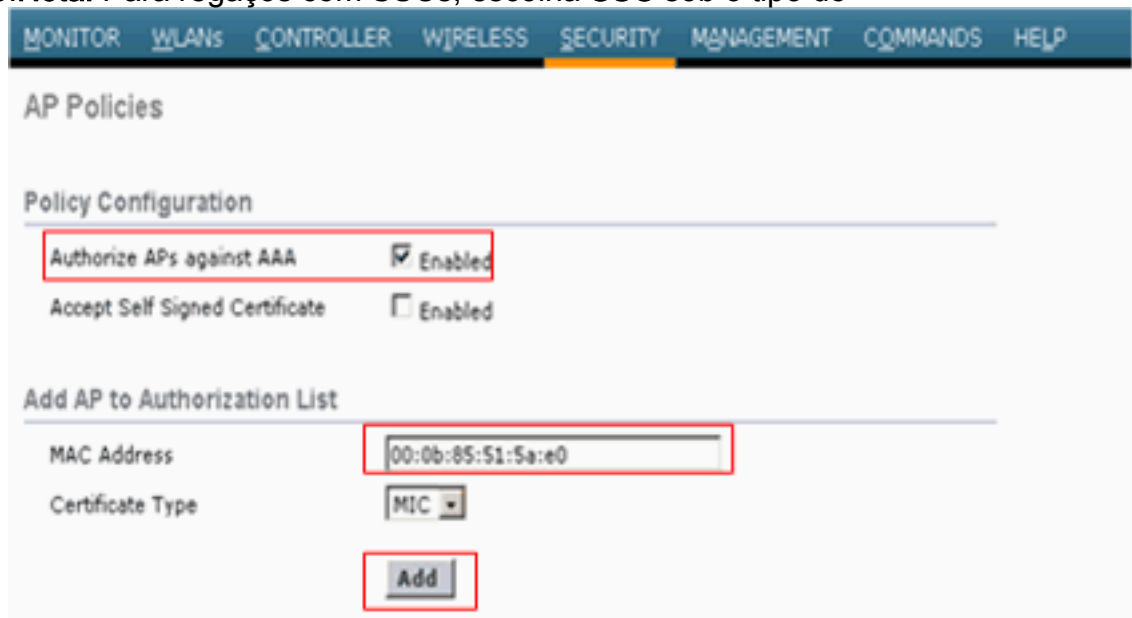 MONITOR WLANs CONTROLLER WIRELESS SECURITY MANAGEMENT COMMANDS HELP
AP Policies
Policy Configuration
Authorize APs against AAA Enabled
Accept Self Signed Certificate Enabled
Add AP to Authorization List
MAC Address 00:0b:85:51:5a:e0
Certificate Type MIC
Add